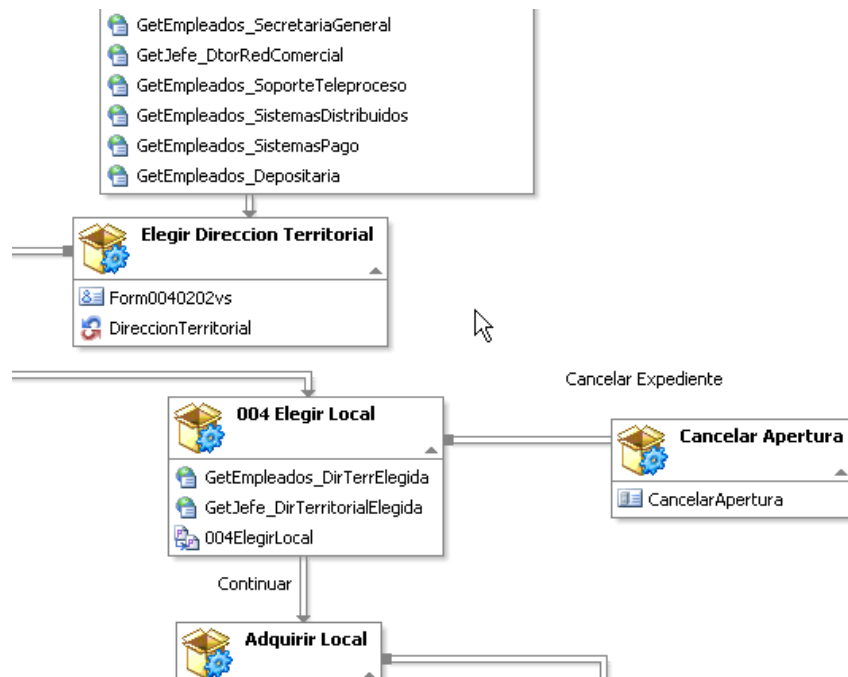 GetEmpleados_SecretariaGeneral
GetJefe_DtorRedComercial
GetEmpleados_SoporteTeleproceso
GetEmpleados_SistemasDistribuidos
GetEmpleados_SistemasPago
GetEmpleados_Depositaria
Elegir Direccion Territorial
Form0040202vs
DireccionTerritorial
Cancelar Expediente
004 Elegir Local
Cancelar Apertura
GetEmpleados_DirTerrElegida
GetJefe_DirTerritorialElegida
004ElegirLocal
CancelarApertura
Continuar
Adquirir Local